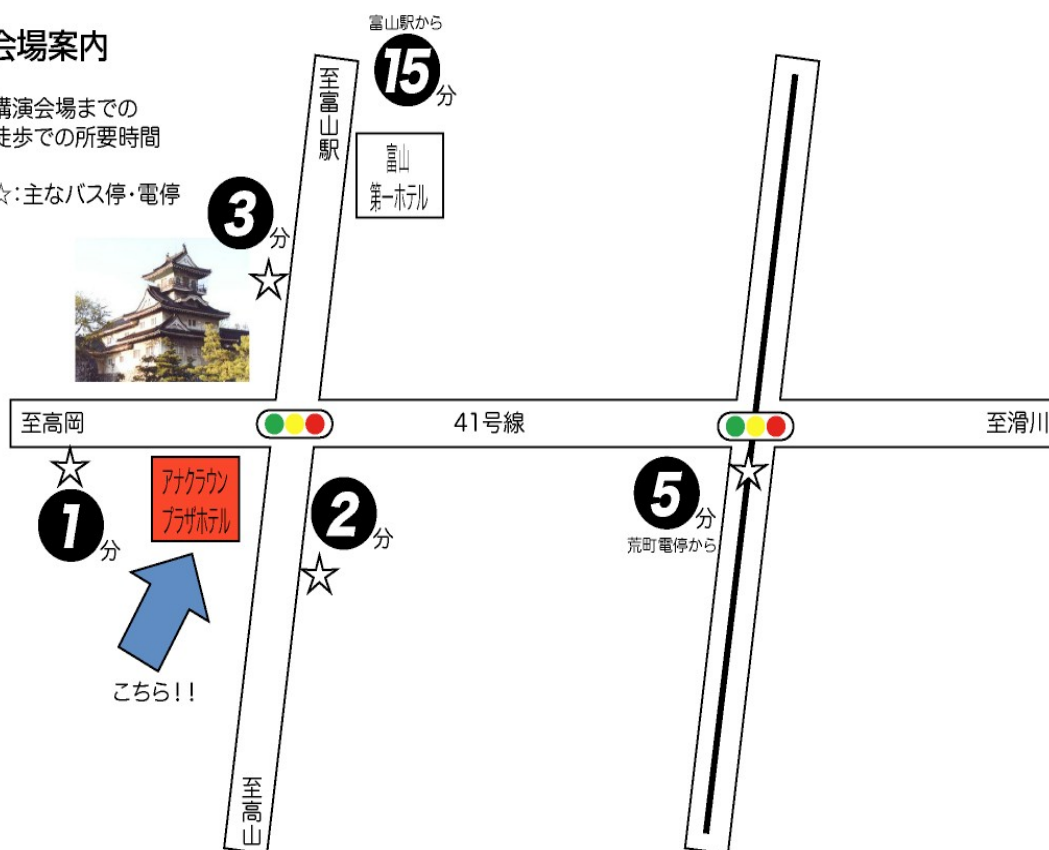 会場案内
講演会場までの
徒歩での所要時間
☆:主なバス停・電停
富山駅から
15分
至富山駅
富山
第一ホテル
3分
至高岡
41号線
至滑川
アナクラウン
プラザホテル
1分
2分
5分
荒町電停から
こちら!!
至高山